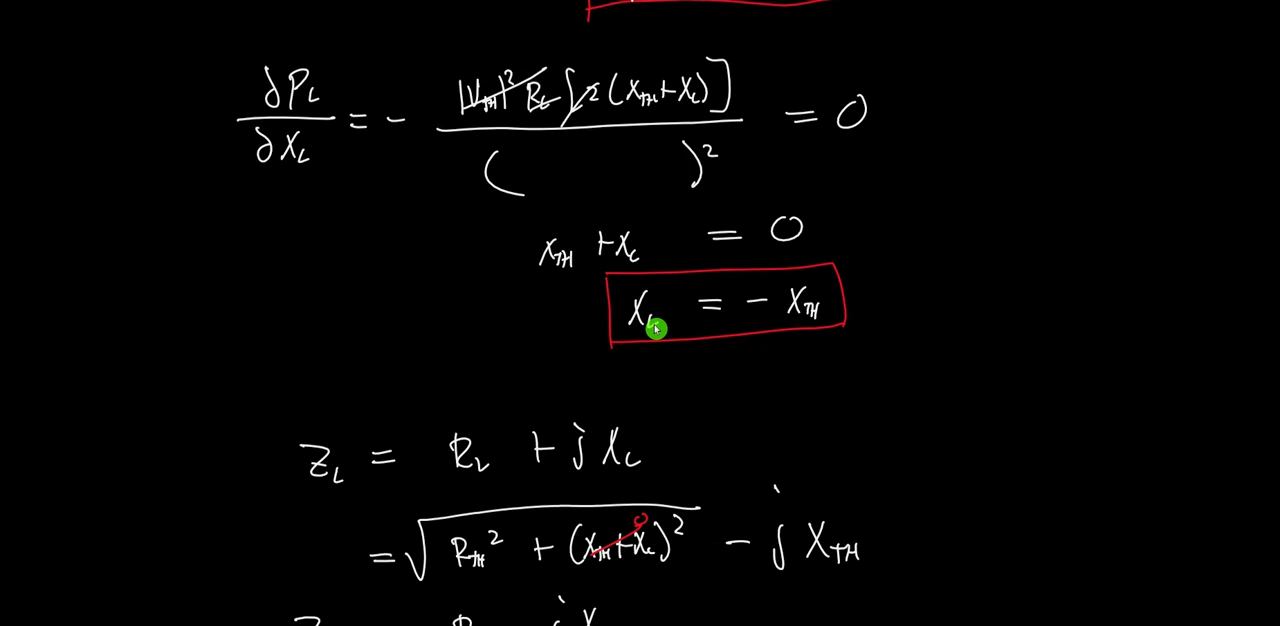 ∂P_L/∂X_L = - |V_TH|² R_L [2(X_TH+X_L)] / ( )² = 0
X_TH + X_L = 0
X_L = - X_TH
Z_L = R_L + j X_L
= √(R_TH² + (X_TH+X_L)²) - j X_TH